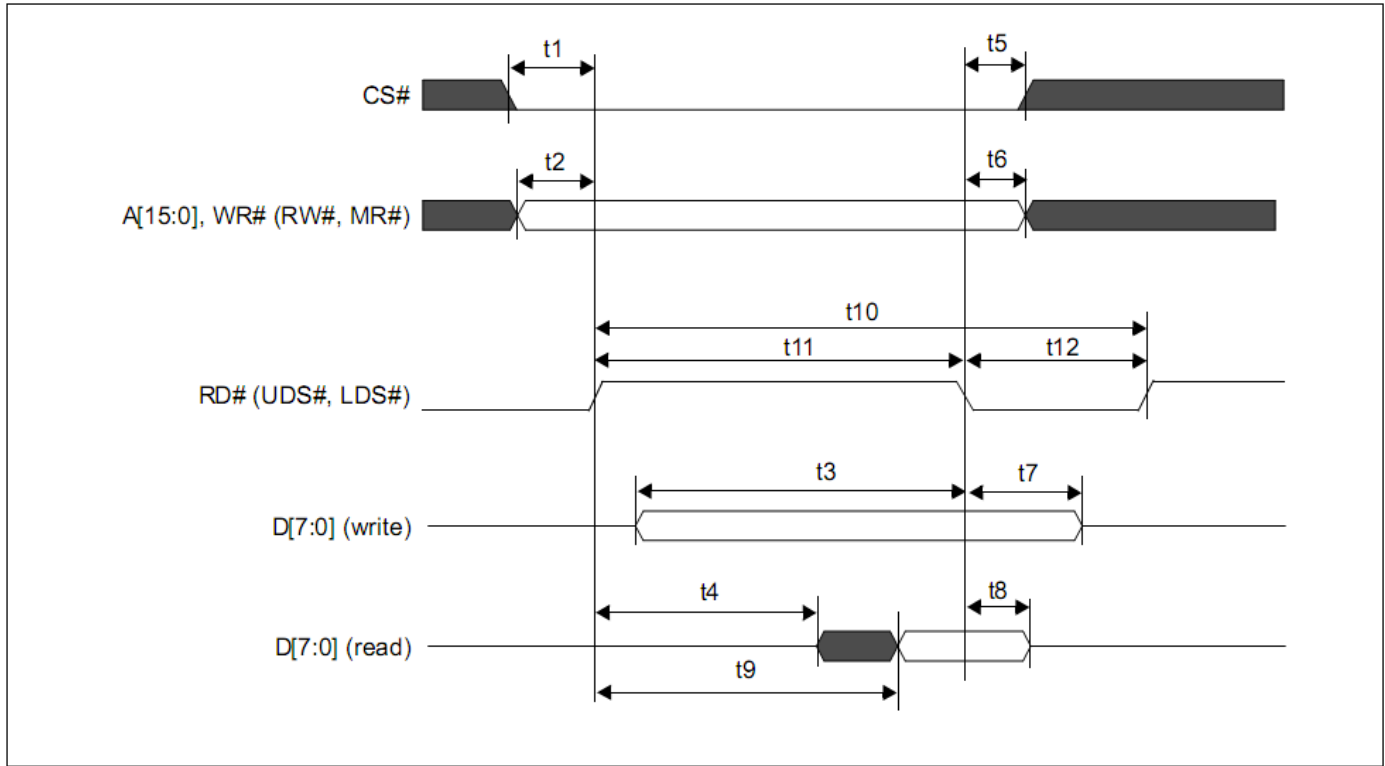 t1
t5
CS#
t2
t6
A[15:0], WR# (RW#, MR#)
t10
t11
t12
RD# (UDS#, LDS#)
t3
t7
D[7:0] (write)
t4
t8
D[7:0] (read)
t9